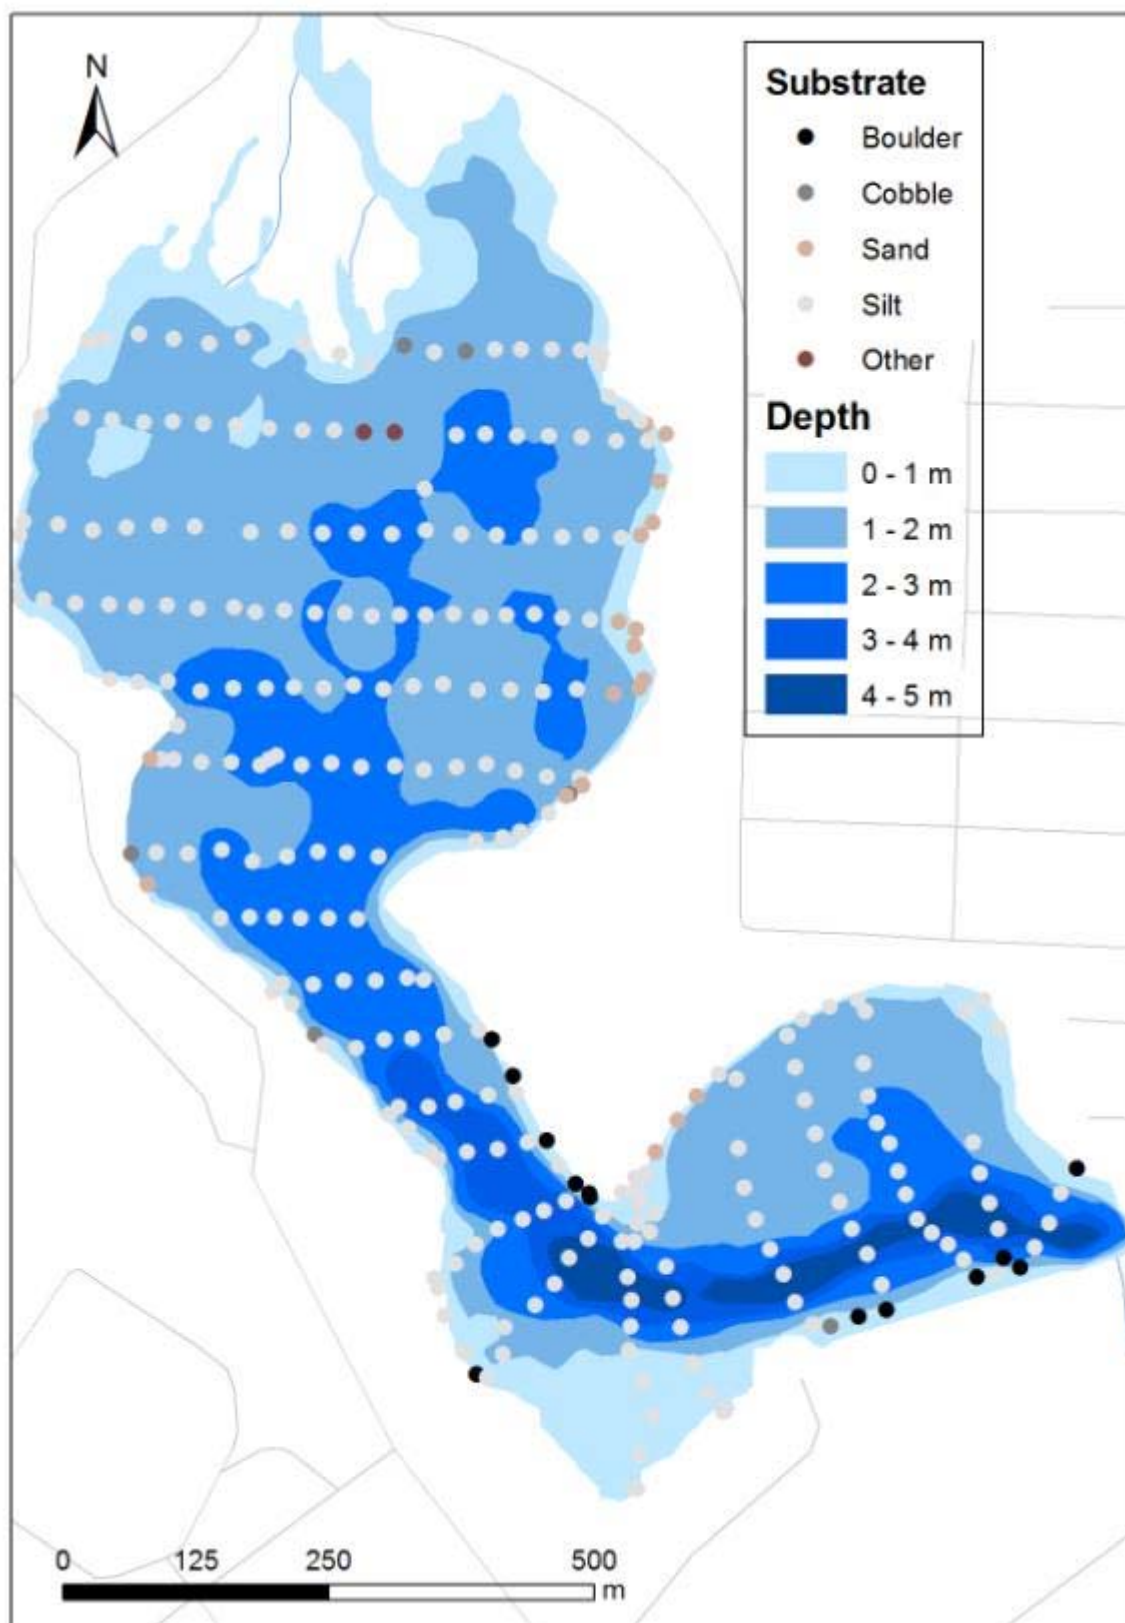 N
Substrate
Boulder
Cobble
Sand
Silt
Other
Depth
0 - 1 m
1 - 2 m
2 - 3 m
3 - 4 m
4 - 5 m
0 125 250 500
m